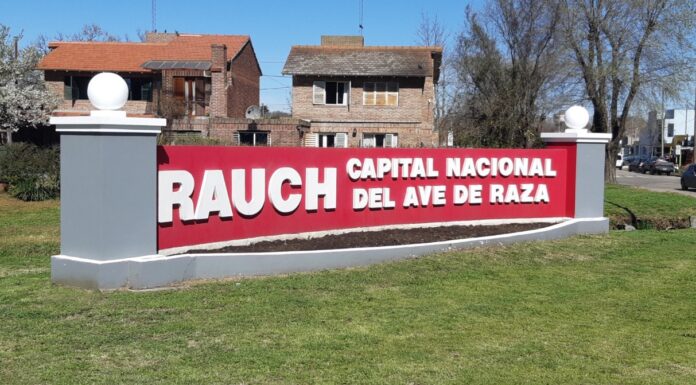 RAUCH
CAPITAL NACIONAL
DEL AVE DE RAZA